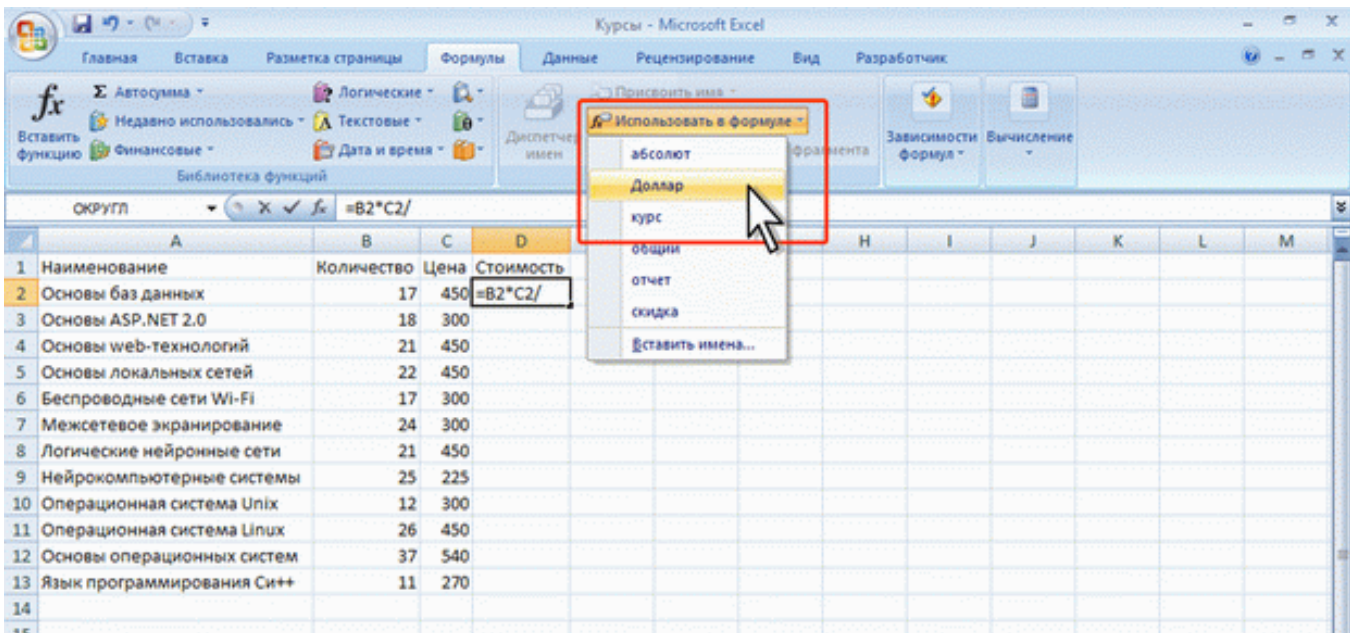 Курсы - Microsoft Excel
Главная Вставка Разметка страницы Формулы Данные Рецензирование Вид Разработчик
fx
Вставить функцию
Σ Автосумма
Недавно использовались
Финансовые
Логические
Текстовые
Дата и время
Библиотека функций
Диспетчер
имен
Присвоить имя
Использовать в формуле
абсолют
Доллар
курс
общий
отчет
скидка
Вставить имена...
Зависимости формул
Вычисление
ОКРУГЛ fx =B2*C2/
A B C D H I J K L M
1 Наименование Количество Цена Стоимость
2 Основы баз данных 17 450 =B2*C2/
3 Основы ASP.NET 2.0 18 300
4 Основы web-технологий 21 450
5 Основы локальных сетей 22 450
6 Беспроводные сети Wi-Fi 17 300
7 Межсетевое экранирование 24 300
8 Логические нейронные сети 21 450
9 Нейрокомпьютерные системы 25 225
10 Операционная система Unix 12 300
11 Операционная система Linux 26 450
12 Основы операционных систем 37 540
13 Язык программирования Си++ 11 270
14